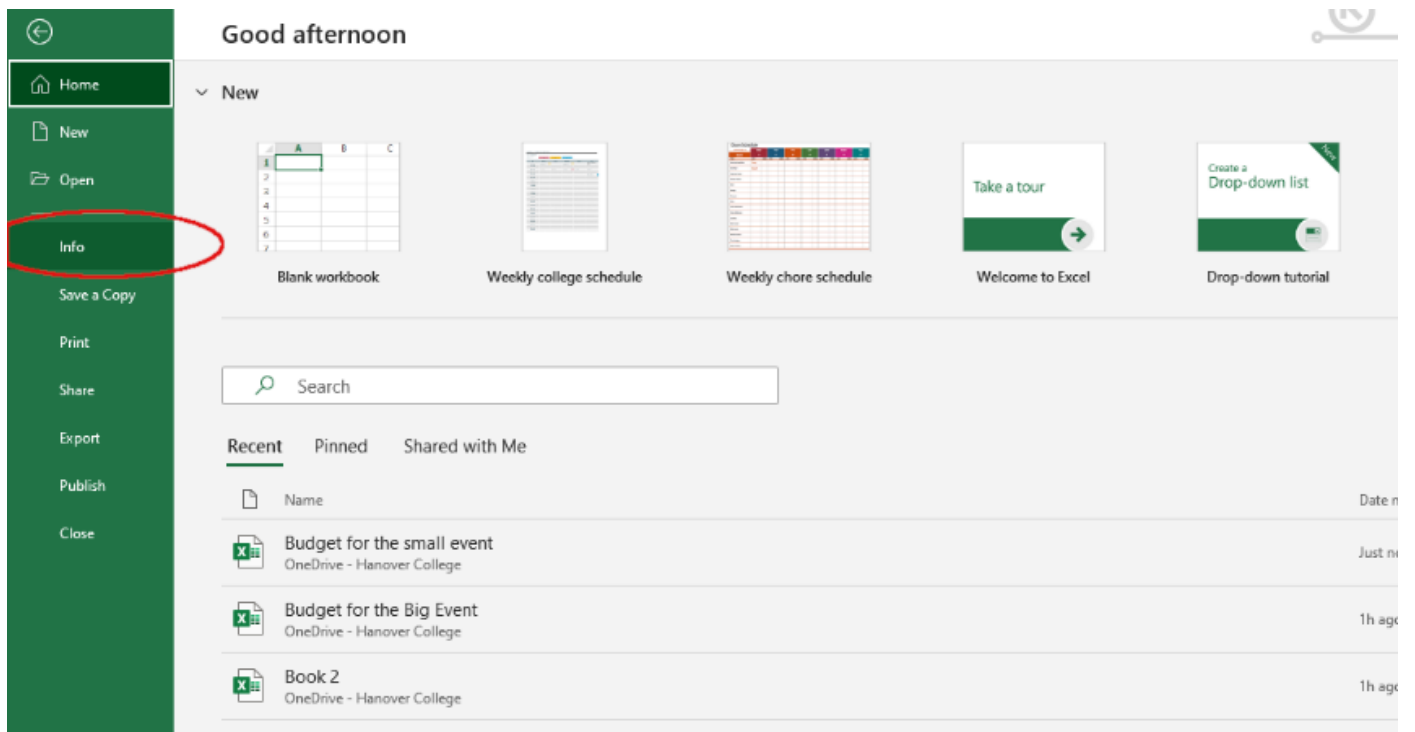 Good afternoon
Home
New
Open
Info
Save a Copy
Print
Share
Export
Publish
Close
New
A B C
1
2
3
4
5
6
7
Take a tour
Create a
Drop-down list
New
Blank workbook
Weekly college schedule
Weekly chore schedule
Welcome to Excel
Drop-down tutorial
Search
Recent Pinned Shared with Me
Name Date
Budget for the small event
OneDrive - Hanover College
Just
Budget for the Big Event
OneDrive - Hanover College
1h
Book 2
OneDrive - Hanover College
1h